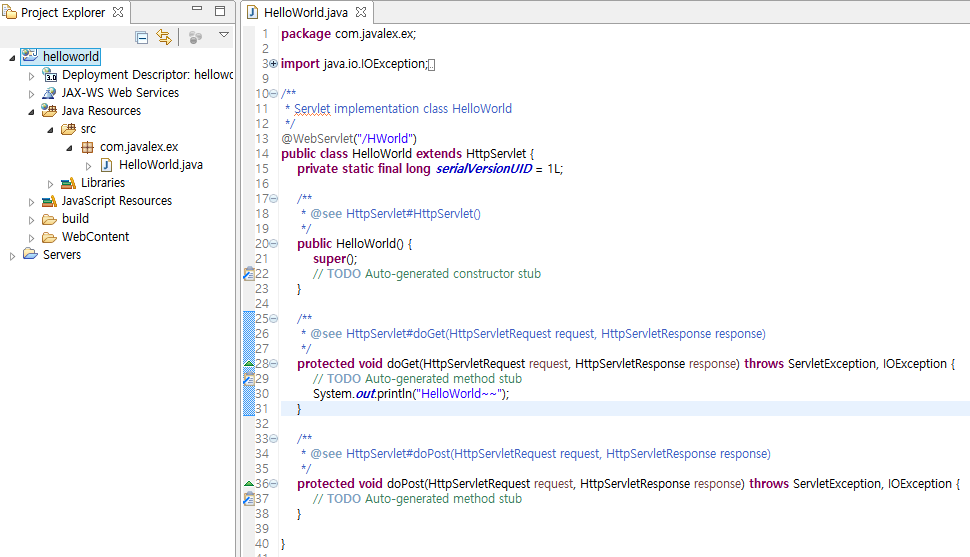 Project Explorer
helloworld
Deployment Descriptor: hellowo
JAX-WS Web Services
Java Resources
src
com.javalex.ex
HelloWorld.java
Libraries
JavaScript Resources
build
WebContent
Servers
HelloWorld.java
1 package com.javalex.ex;
2
3 import java.io.IOException;
9
10 /**
11 * Servlet implementation class HelloWorld
12 */
13 @WebServlet("/HWorld")
14 public class HelloWorld extends HttpServlet {
15 private static final long serialVersionUID = 1L;
16
17 /**
18 * @see HttpServlet#HttpServlet()
19 */
20 public HelloWorld() {
21 super();
22 // TODO Auto-generated constructor stub
23 }
24
25 /**
26 * @see HttpServlet#doGet(HttpServletRequest request, HttpServletResponse response)
27 */
28 protected void doGet(HttpServletRequest request, HttpServletResponse response) throws ServletException, IOException {
29 // TODO Auto-generated method stub
30 System.out.println("HelloWorld~~");
31 }
32
33 /**
34 * @see HttpServlet#doPost(HttpServletRequest request, HttpServletResponse response)
35 */
36 protected void doPost(HttpServletRequest request, HttpServletResponse response) throws ServletException, IOException {
37 // TODO Auto-generated method stub
38 }
39
40 }